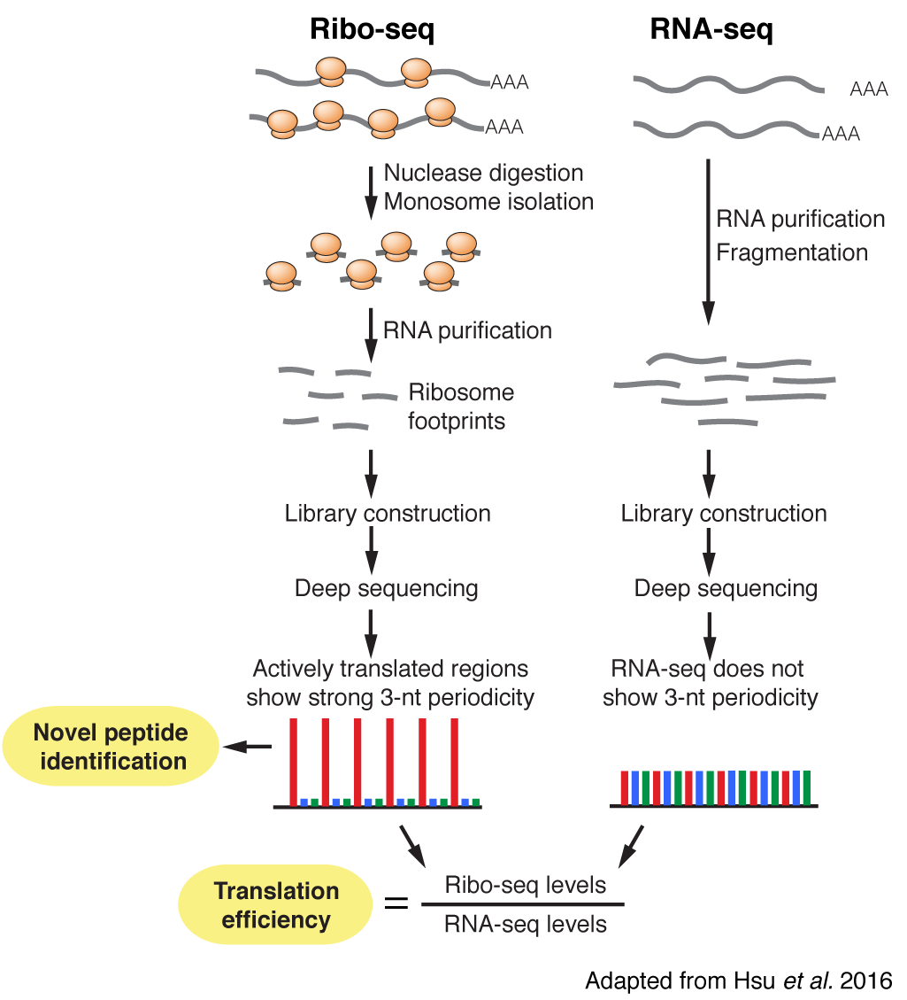 Ribo-seq
RNA-seq
AAA
AAA
AAA
AAA
Nuclease digestion
Monosome isolation
RNA purification
Fragmentation
RNA purification
Ribosome
footprints
Library construction
Library construction
Deep sequencing
Deep sequencing
Actively translated regions
show strong 3-nt periodicity
RNA-seq does not
show 3-nt periodicity
Novel peptide
identification
Translation
efficiency
=
Ribo-seq levels
RNA-seq levels
Adapted from Hsu et al. 2016